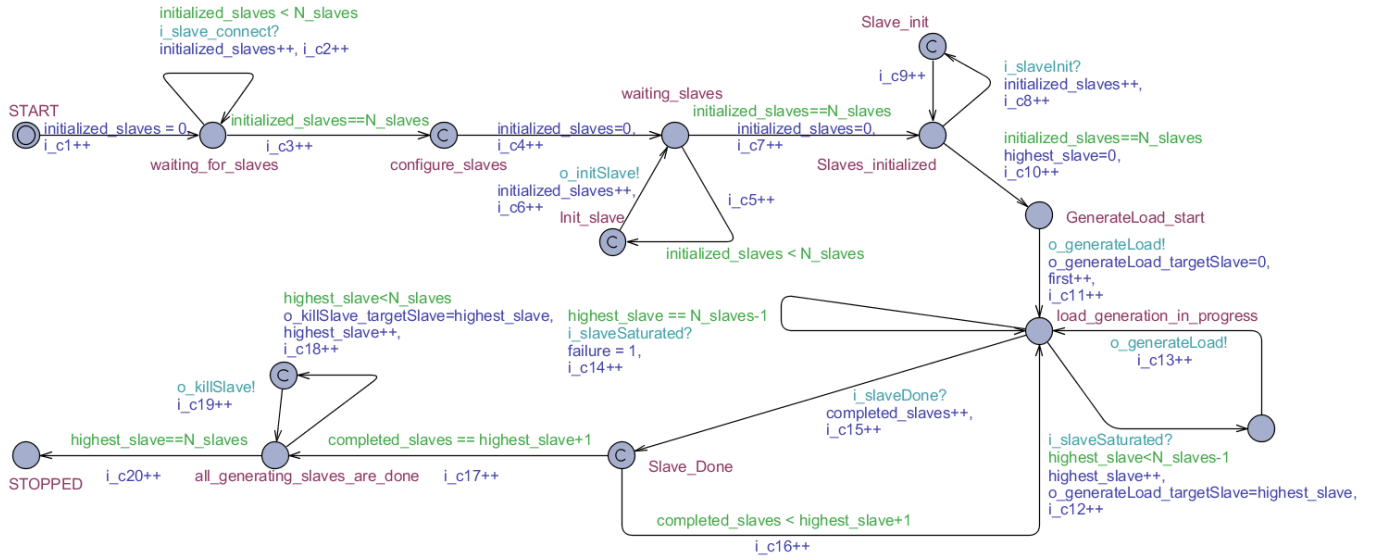 initialized_slaves < N_slaves
i_slave_connect?
initialized_slaves++, i_c2++
START
initialized_slaves = 0,
i_c1++
waiting_for_slaves
initialized_slaves==N_slaves
i_c3++
C
configure_slaves
initialized_slaves=0,
i_c4++
waiting_slaves
initialized_slaves==N_slaves
initialized_slaves=0,
i_c7++
o_initSlave!
initialized_slaves++,
i_c6++
Init_slave
C
i_c5++
initialized_slaves < N_slaves
Slave_init
C
i_c9++
i_slaveInit?
initialized_slaves++,
i_c8++
Slaves_initialized
initialized_slaves==N_slaves
highest_slave=0,
i_c10++
GenerateLoad_start
o_generateLoad!
o_generateLoad_targetSlave=0,
first++,
i_c11++
load_generation_in_progress
o_generateLoad!
i_c13++
highest_slave == N_slaves-1
i_slaveSaturated?
failure = 1,
i_c14++
i_slaveSaturated?
highest_slave<N_slaves-1
highest_slave++,
o_generateLoad_targetSlave=highest_slave,
i_c12++
i_slaveDone?
completed_slaves++,
i_c15++
C
Slave_Done
completed_slaves < highest_slave+1
i_c16++
completed_slaves == highest_slave+1
i_c17++
highest_slave<N_slaves
o_killSlave_targetSlave=highest_slave,
highest_slave++,
i_c18++
C
o_killSlave!
i_c19++
all_generating_slaves_are_done
highest_slave==N_slaves
i_c20++
STOPPED